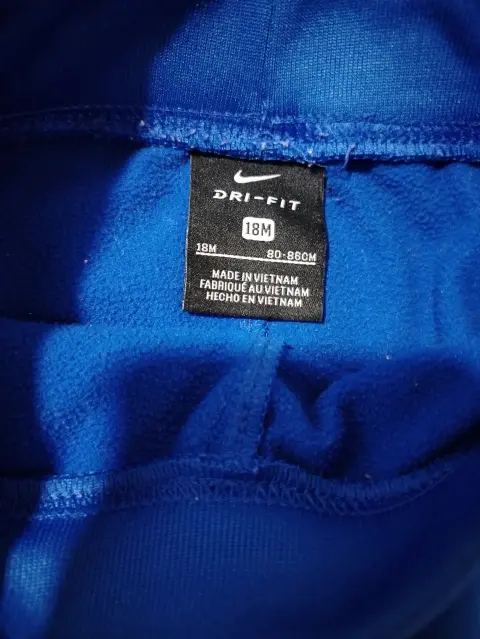 DRI-FIT
18M
18M 80-86CM
MADE IN VIETNAM
FABRIQUÉ AU VIETNAM
HECHO EN VIETNAM